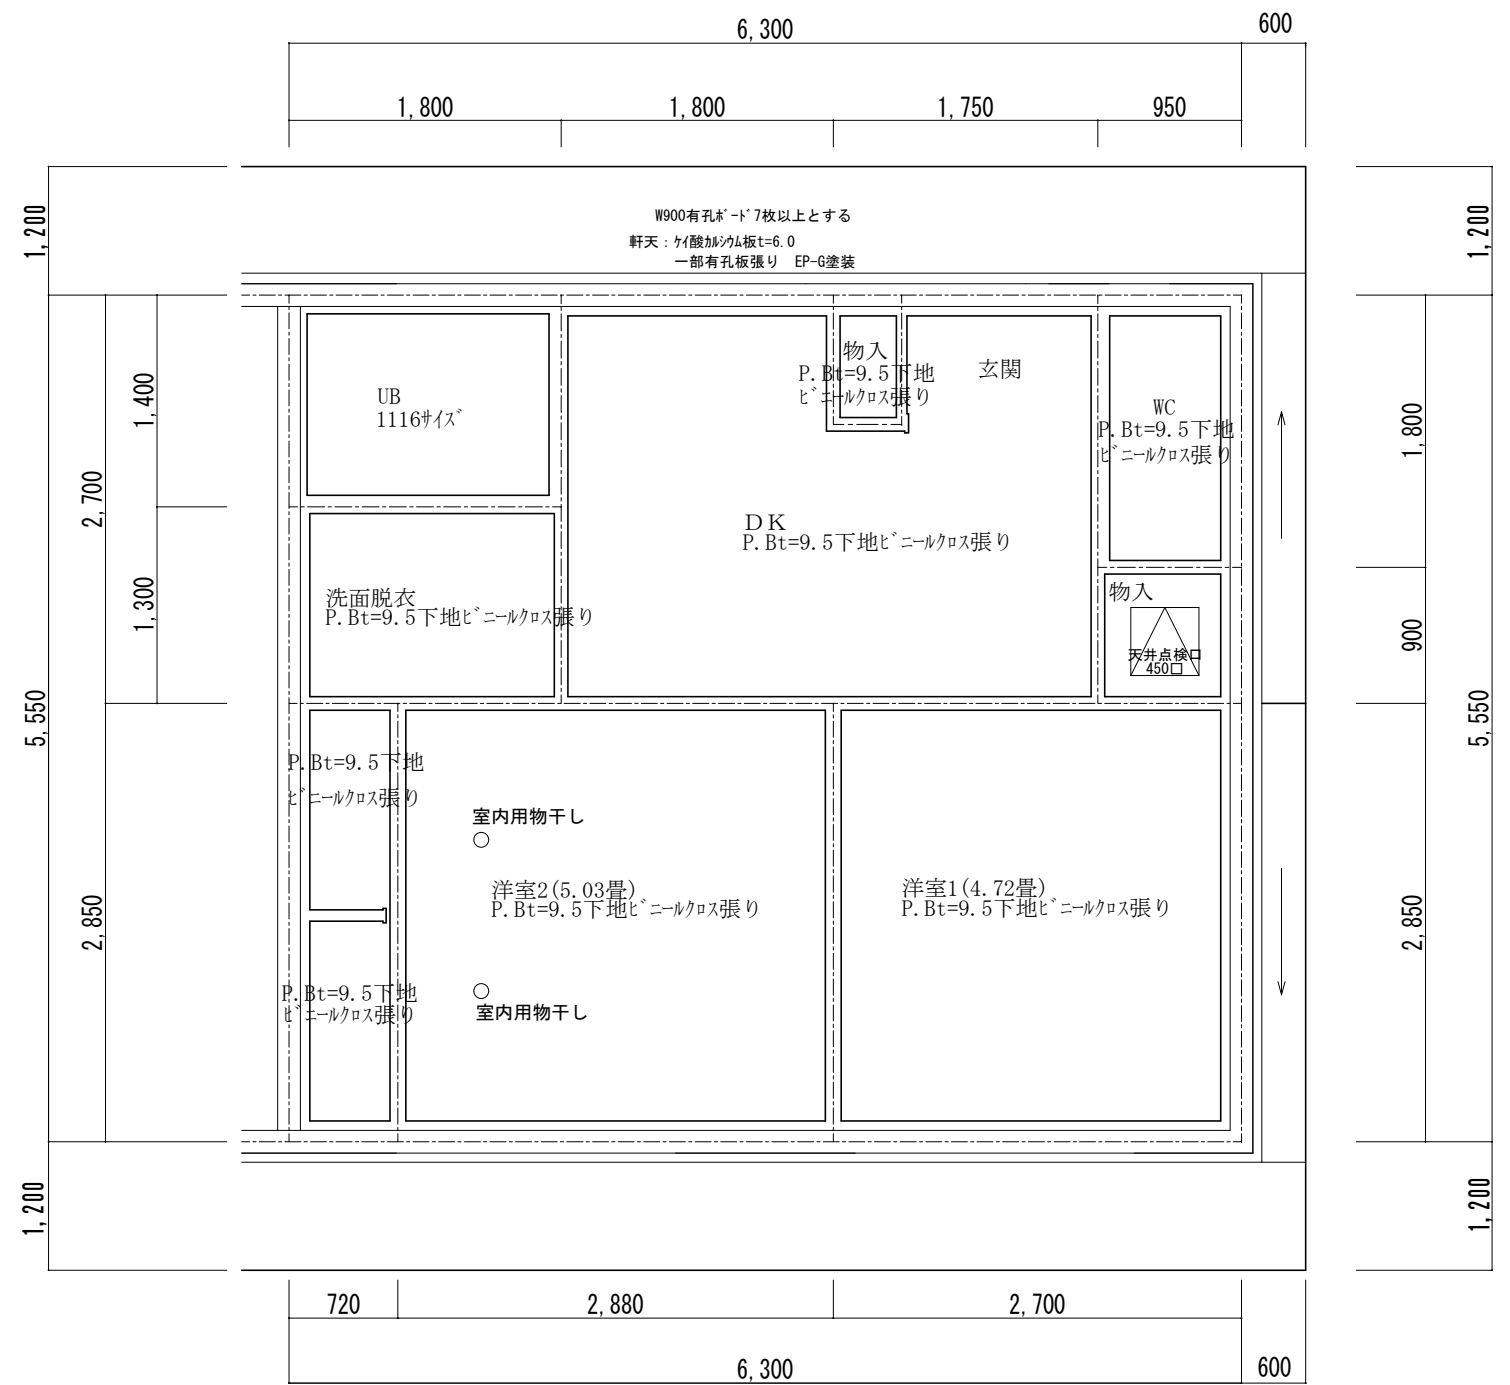 6,300
600
1,800
1,800
1,750
950
1,200
1,200
W900有孔ﾎﾞｰﾄﾞ7枚以上とする
軒天：ｹｲ酸ｶﾙｼｳﾑ板t=6.0
一部有孔板張り　EP-G塗装
1,400
2,700
1,300
5,550
2,850
1,200
UB
1116ｻｲｽﾞ
物入
P.Bt=9.5下地
ﾋﾞﾆｰﾙｸﾛｽ張り
玄関
WC
P.Bt=9.5下地
ﾋﾞﾆｰﾙｸﾛｽ張り
DK
P.Bt=9.5下地ﾋﾞﾆｰﾙｸﾛｽ張り
洗面脱衣
P.Bt=9.5下地ﾋﾞﾆｰﾙｸﾛｽ張り
物入
天井点検口
450□
P.Bt=9.5下地
ﾋﾞﾆｰﾙｸﾛｽ張り
室内用物干し
洋室2(5.03畳)
P.Bt=9.5下地ﾋﾞﾆｰﾙｸﾛｽ張り
洋室1(4.72畳)
P.Bt=9.5下地ﾋﾞﾆｰﾙｸﾛｽ張り
P.Bt=9.5下地
ﾋﾞﾆｰﾙｸﾛｽ張り
室内用物干し
1,800
900
5,550
2,850
1,200
720
2,880
2,700
6,300
600